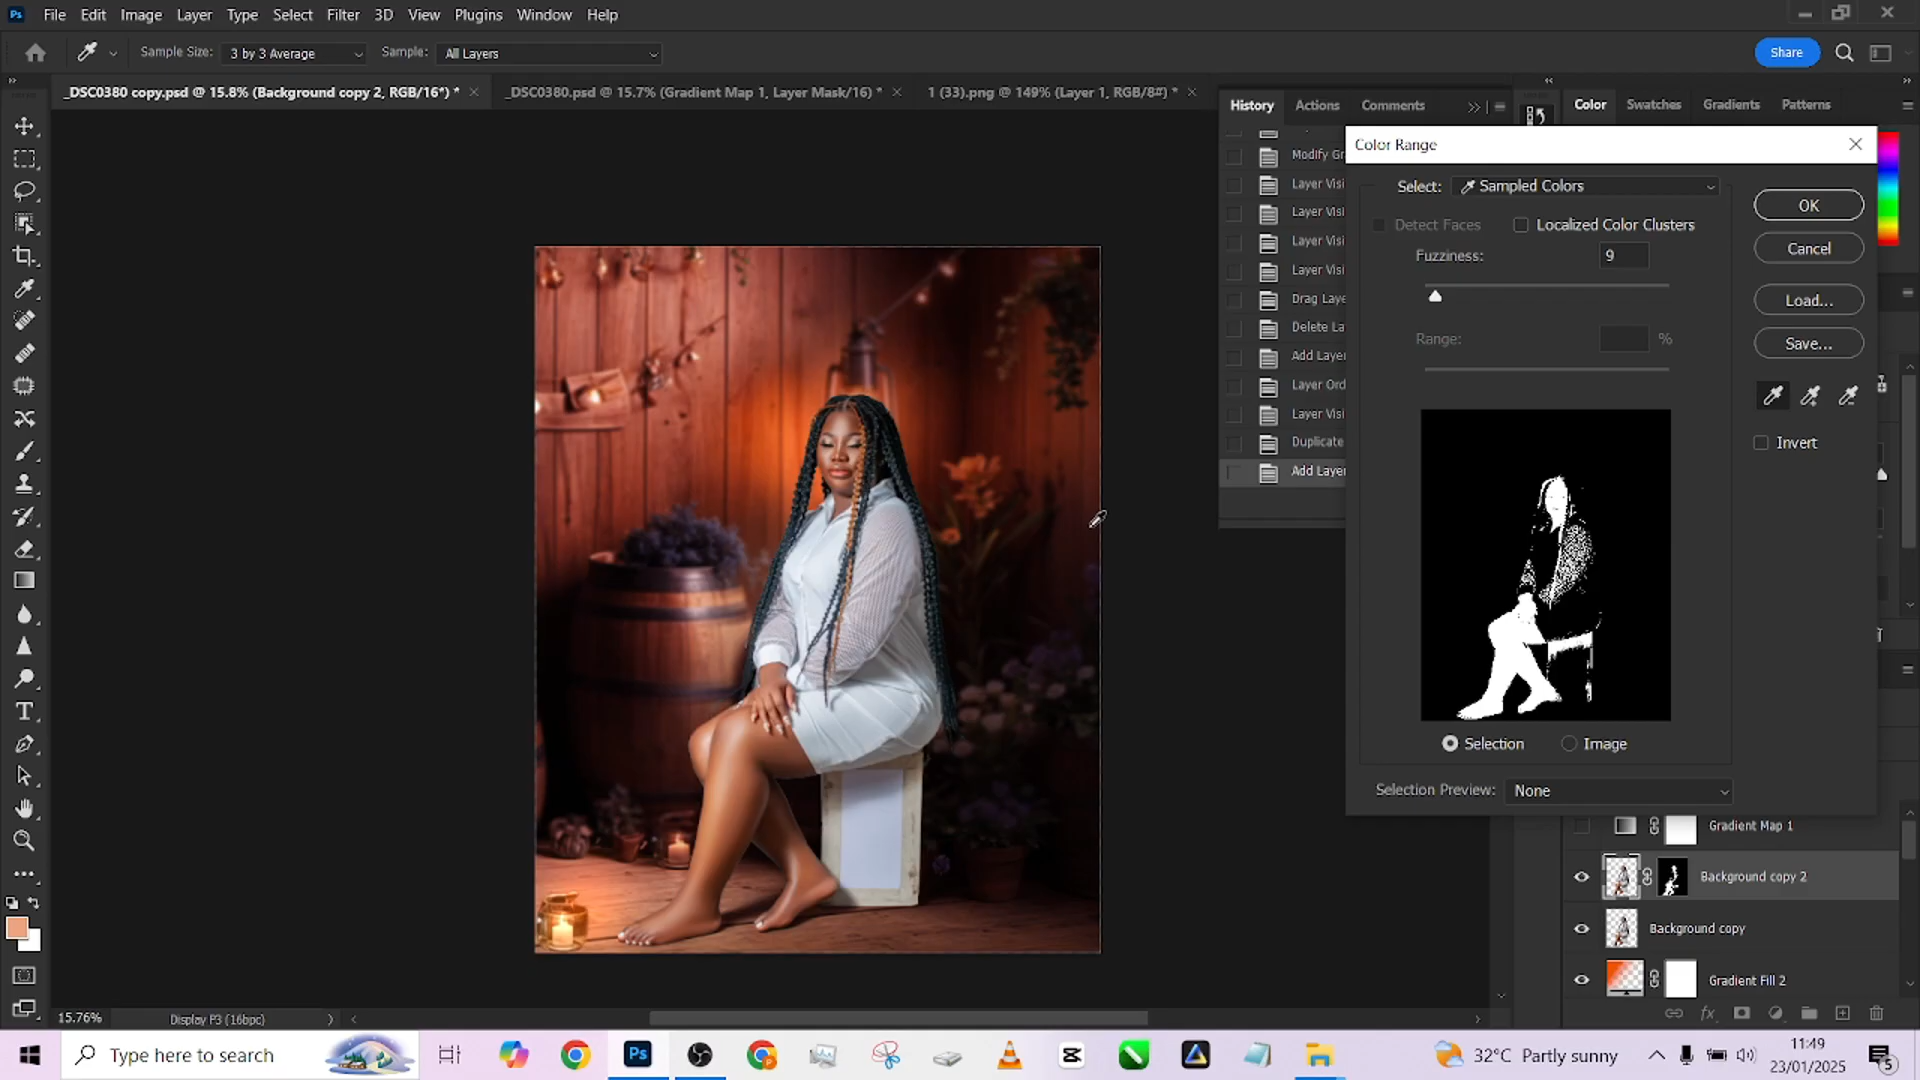 Ps File Edit Image Layer Type Select Filter 3D View Plugins Window Help
Sample Size: 3 by 3 Average Sample: All Layers Share
_DSC0380 copy.psd @ 15.8% (Background copy 2, RGB/16*) * _DSC0380.psd @ 15.7% (Gradient Map 1, Layer Mask/16) * 1 (33).png @ 149% (Layer 1, RGB/8#) *
History Actions Comments
Color Swatches Gradients Patterns
Modify Gr
Layer Visi
Layer Visi
Layer Visi
Layer Visi
Drag Laye
Delete La
Add Layer
Layer Ord
Layer Visi
Duplicate
Add Layer
Color Range
Select: Sampled Colors
OK
Detect Faces Localized Color Clusters
Fuzziness: 9
Cancel
Load...
Range: %
Save...
Invert
Selection Image
Selection Preview: None
Gradient Map 1
Background copy 2
Background copy
Gradient Fill 2
fx
T
15.76% Display P3 (16bpc)
Type here to search
Ps
32°C Partly sunny
11:49
23/01/2025
5